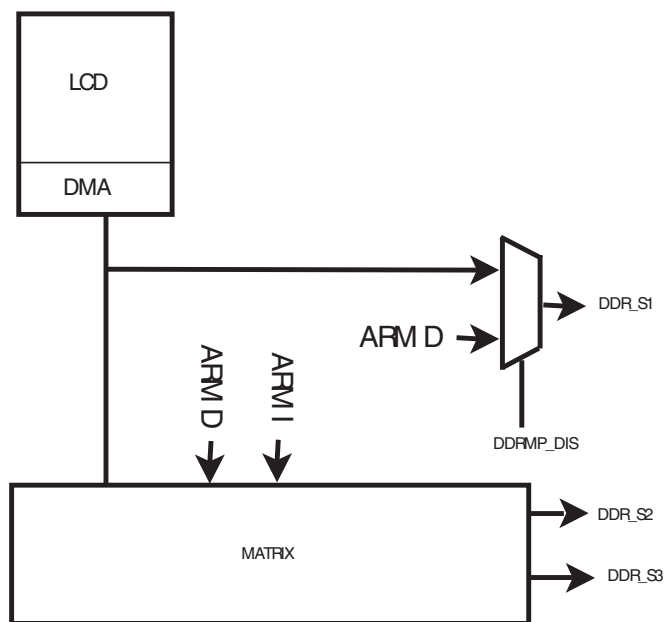 LCD
DMA
DDR_S1
ARM D
ARM D
ARM I
DDRMP_DIS
DDR_S2
MATRIX
DDR_S3